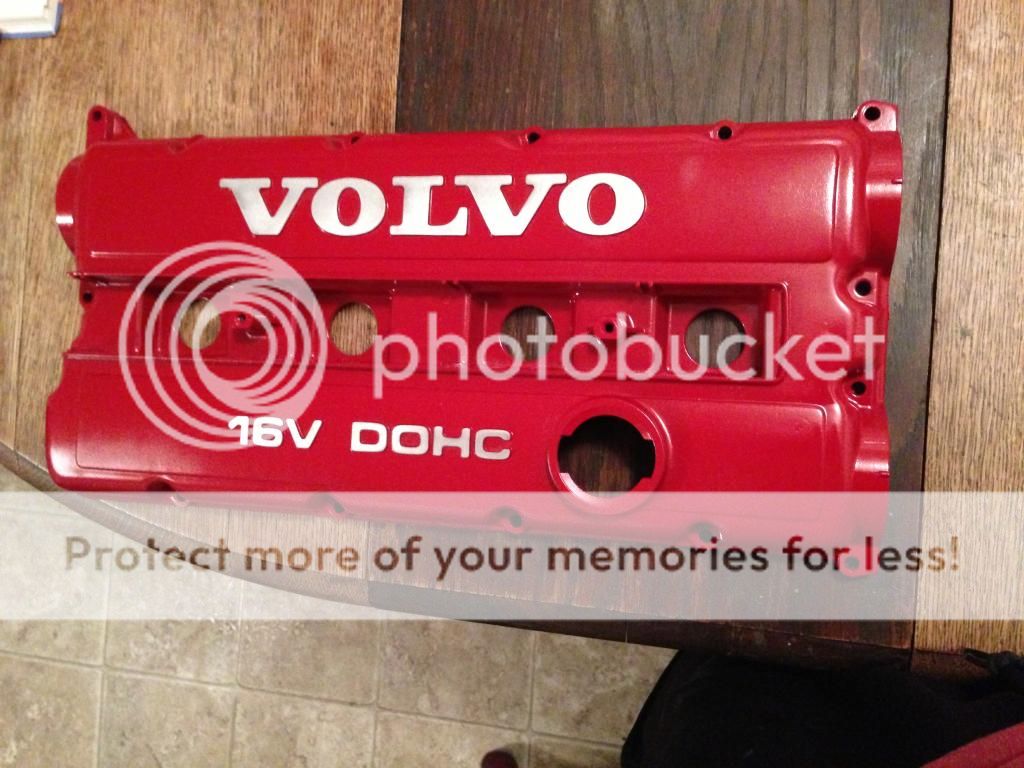 VOLVO
photobucket
16V DOHC
Protect more of your memories for less!